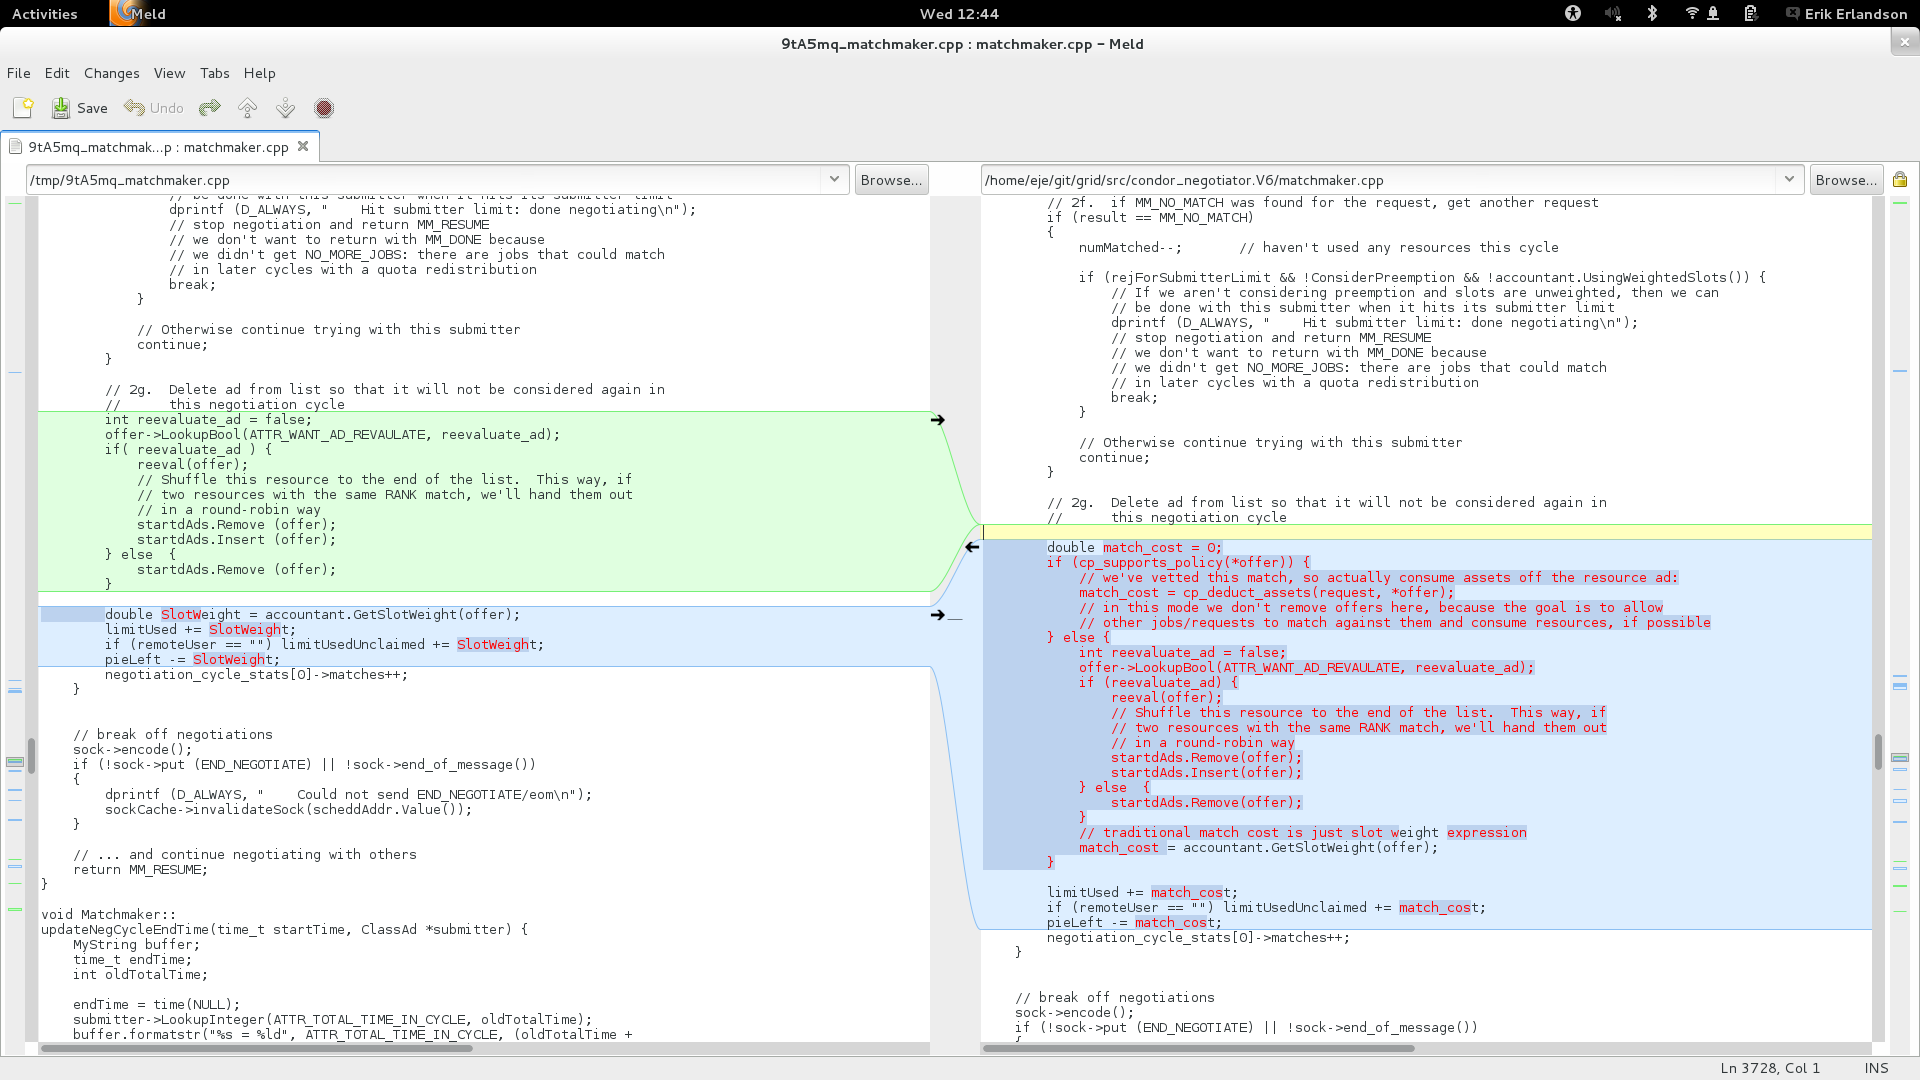 Activities Meld Wed 12:44 Erik Erlandson
9tA5mq_matchmaker.cpp : matchmaker.cpp – Meld
File Edit Changes View Tabs Help
Save Undo
9tA5mq_matchmak...p : matchmaker.cpp
/tmp/9tA5mq_matchmaker.cpp Browse...
// be done with this submitter when it hits its submitter limit
dprintf (D_ALWAYS, "    Hit submitter limit: done negotiating\n");
// stop negotiation and return MM_RESUME
// we don't want to return with MM_DONE because
// we didn't get NO_MORE_JOBS: there are jobs that could match
// in later cycles with a quota redistribution
break;
}
// Otherwise continue trying with this submitter
continue;
}
// 2g.  Delete ad from list so that it will not be considered again in
//      this negotiation cycle
int reevaluate_ad = false;
offer->LookupBool(ATTR_WANT_AD_REVAULATE, reevaluate_ad);
if( reevaluate_ad ) {
reeval(offer);
// Shuffle this resource to the end of the list.  This way, if
// two resources with the same RANK match, we'll hand them out
// in a round-robin way
startdAds.Remove (offer);
startdAds.Insert (offer);
} else  {
startdAds.Remove (offer);
}
double SlotWeight = accountant.GetSlotWeight(offer);
limitUsed += SlotWeight;
if (remoteUser == "") limitUsedUnclaimed += SlotWeight;
pieLeft -= SlotWeight;
negotiation_cycle_stats[0]->matches++;
}
// break off negotiations
sock->encode();
if (!sock->put (END_NEGOTIATE) || !sock->end_of_message())
{
dprintf (D_ALWAYS, "    Could not send END_NEGOTIATE/eom\n");
sockCache->invalidateSock(scheddAddr.Value());
}
// ... and continue negotiating with others
return MM_RESUME;
}
void Matchmaker::
updateNegCycleEndTime(time_t startTime, ClassAd *submitter) {
MyString buffer;
time_t endTime;
int oldTotalTime;
endTime = time(NULL);
submitter->LookupInteger(ATTR_TOTAL_TIME_IN_CYCLE, oldTotalTime);
buffer.formatstr("%s = %ld", ATTR_TOTAL_TIME_IN_CYCLE, (oldTotalTime +
/home/eje/git/grid/src/condor_negotiator.V6/matchmaker.cpp Browse...
// 2f.  if MM_NO_MATCH was found for the request, get another request
if (result == MM_NO_MATCH)
{
numMatched--;       // haven't used any resources this cycle
if (rejForSubmitterLimit && !ConsiderPreemption && !accountant.UsingWeightedSlots()) {
// If we aren't considering preemption and slots are unweighted, then we can
// be done with this submitter when it hits its submitter limit
dprintf (D_ALWAYS, "    Hit submitter limit: done negotiating\n");
// stop negotiation and return MM_RESUME
// we don't want to return with MM_DONE because
// we didn't get NO_MORE_JOBS: there are jobs that could match
// in later cycles with a quota redistribution
break;
}
// Otherwise continue trying with this submitter
continue;
}
// 2g.  Delete ad from list so that it will not be considered again in
//      this negotiation cycle
double match_cost = 0;
if (cp_supports_policy(*offer)) {
// we've vetted this match, so actually consume assets off the resource ad:
match_cost = cp_deduct_assets(request, *offer);
// in this mode we don't remove offers here, because the goal is to allow
// other jobs/requests to match against them and consume resources, if possible
} else {
int reevaluate_ad = false;
offer->LookupBool(ATTR_WANT_AD_REVAULATE, reevaluate_ad);
if (reevaluate_ad) {
reeval(offer);
// Shuffle this resource to the end of the list.  This way, if
// two resources with the same RANK match, we'll hand them out
// in a round-robin way
startdAds.Remove(offer);
startdAds.Insert(offer);
} else  {
startdAds.Remove(offer);
}
// traditional match cost is just slot weight expression
match_cost = accountant.GetSlotWeight(offer);
}
limitUsed += match_cost;
if (remoteUser == "") limitUsedUnclaimed += match_cost;
pieLeft -= match_cost;
negotiation_cycle_stats[0]->matches++;
}
// break off negotiations
sock->encode();
if (!sock->put (END_NEGOTIATE) || !sock->end_of_message())
{
Ln 3728, Col 1 INS